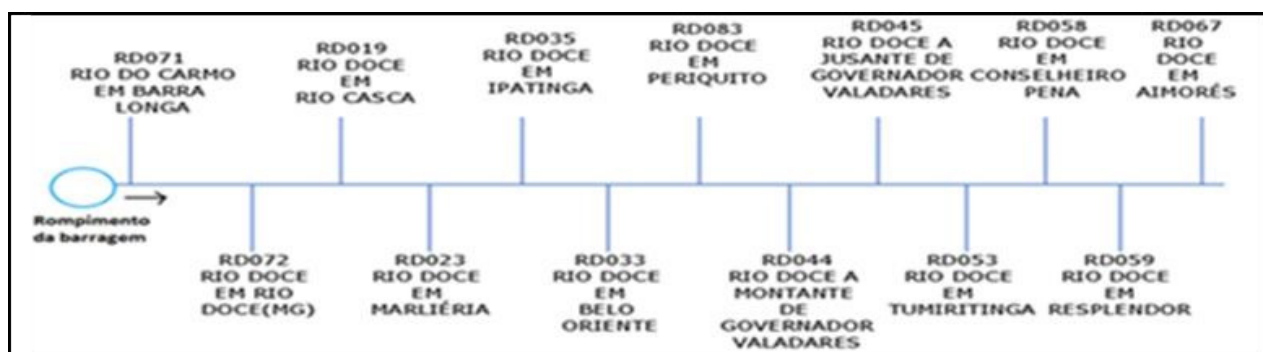 RD071
RIO DO CARMO
EM BARRA
LONGA
RD019
RIO DOCE
EM
RIO CASCA
RD035
RIO DOCE
EM
IPATINGA
RD083
RIO DOCE
EM
PERIQUITO
RD045
RIO DOCE A
JUSANTE DE
GOVERNADOR
VALADARES
RD058
RIO DOCE
EM
CONSELHEIRO
PENA
RD067
RIO
DOCE
EM
AIMORÉS
Rompimento
da barragem
RD072
RIO DOCE
EM RIO
DOCE(MG)
RD023
RIO DOCE
EM
MARLIÉRIA
RD033
RIO DOCE
EM
BELO
ORIENTE
RD044
RIO DOCE A
MONTANTE
DE
GOVERNADOR
VALADARES
RD053
RIO DOCE
EM
TUMIRITINGA
RD059
RIO DOCE
EM
RESPLENDOR